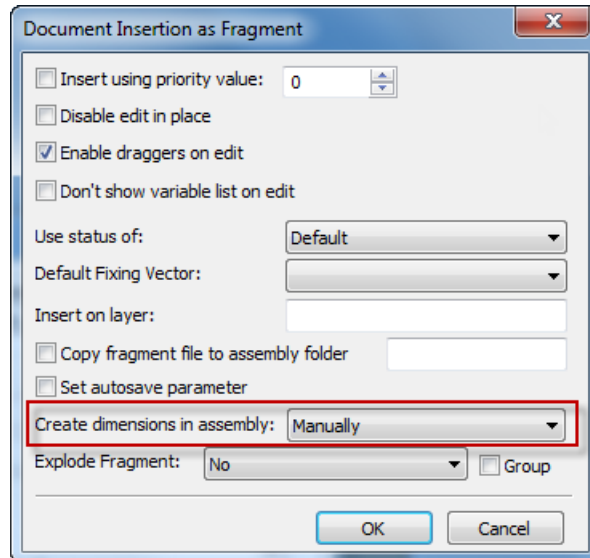 Document Insertion as Fragment
Insert using priority value: 0
Disable edit in place
Enable draggers on edit
Don't show variable list on edit
Use status of: Default
Default Fixing Vector:
Insert on layer:
Copy fragment file to assembly folder
Set autosave parameter
Create dimensions in assembly: Manually
Explode Fragment: No Group
OK Cancel